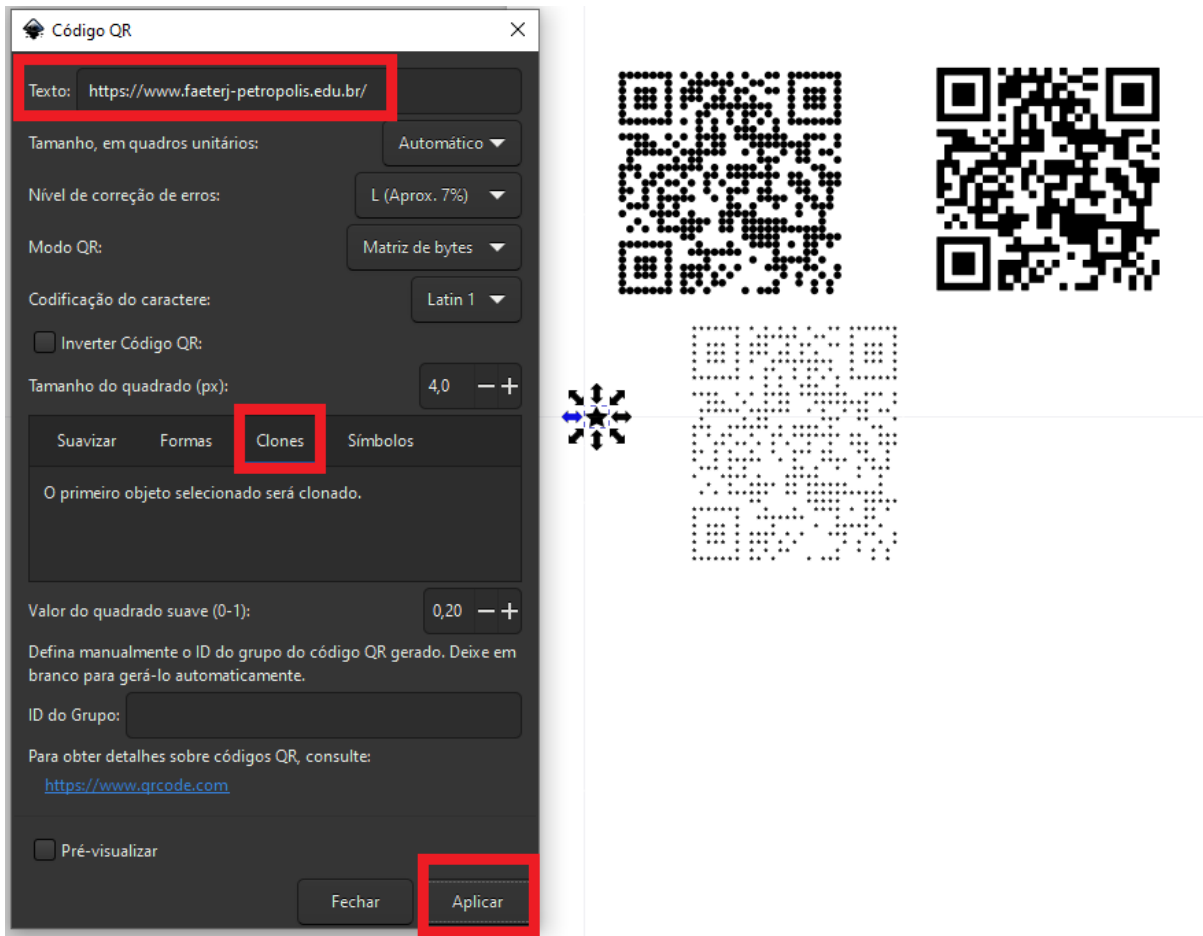 Código QR
Texto: https://www.faeterj-petropolis.edu.br/
Tamanho, em quadros unitários: Automático
Nível de correção de erros: L (Aprox. 7%)
Modo QR: Matriz de bytes
Codificação do caractere: Latin 1
Inverter Código QR:
Tamanho do quadrado (px): 4,0
Suavizar Formas Clones Símbolos
O primeiro objeto selecionado será clonado.
Valor do quadrado suave (0-1): 0,20
Defina manualmente o ID do grupo do código QR gerado. Deixe em
branco para gerá-lo automaticamente.
ID do Grupo:
Para obter detalhes sobre códigos QR, consulte:
https://www.qrcode.com
Pré-visualizar
Fechar Aplicar